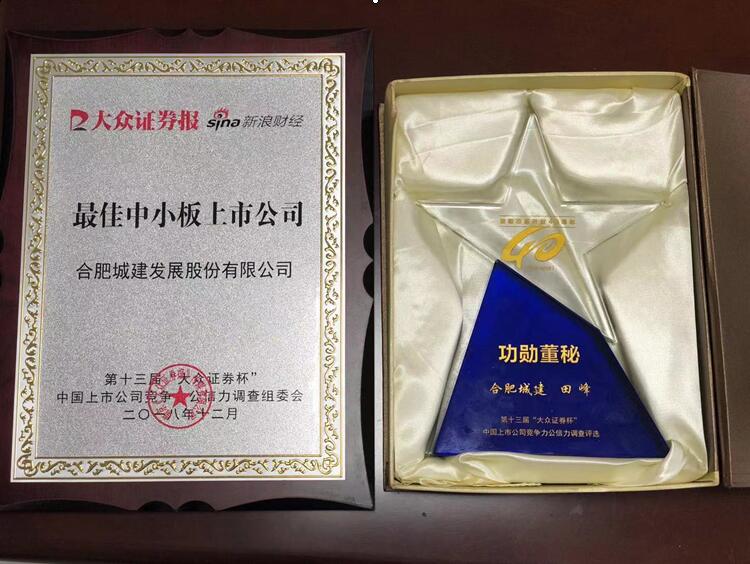 大众证券报 sina新浪财经
最佳中小板上市公司
合肥城建发展股份有限公司
第十三届“大众证券杯”
中国上市公司竞争力公信力调查组委会
二〇一八年十二月
40
功勋董秘
合肥城建 田峰
第十三届“大众证券杯”
中国上市公司竞争力公信力调查评选